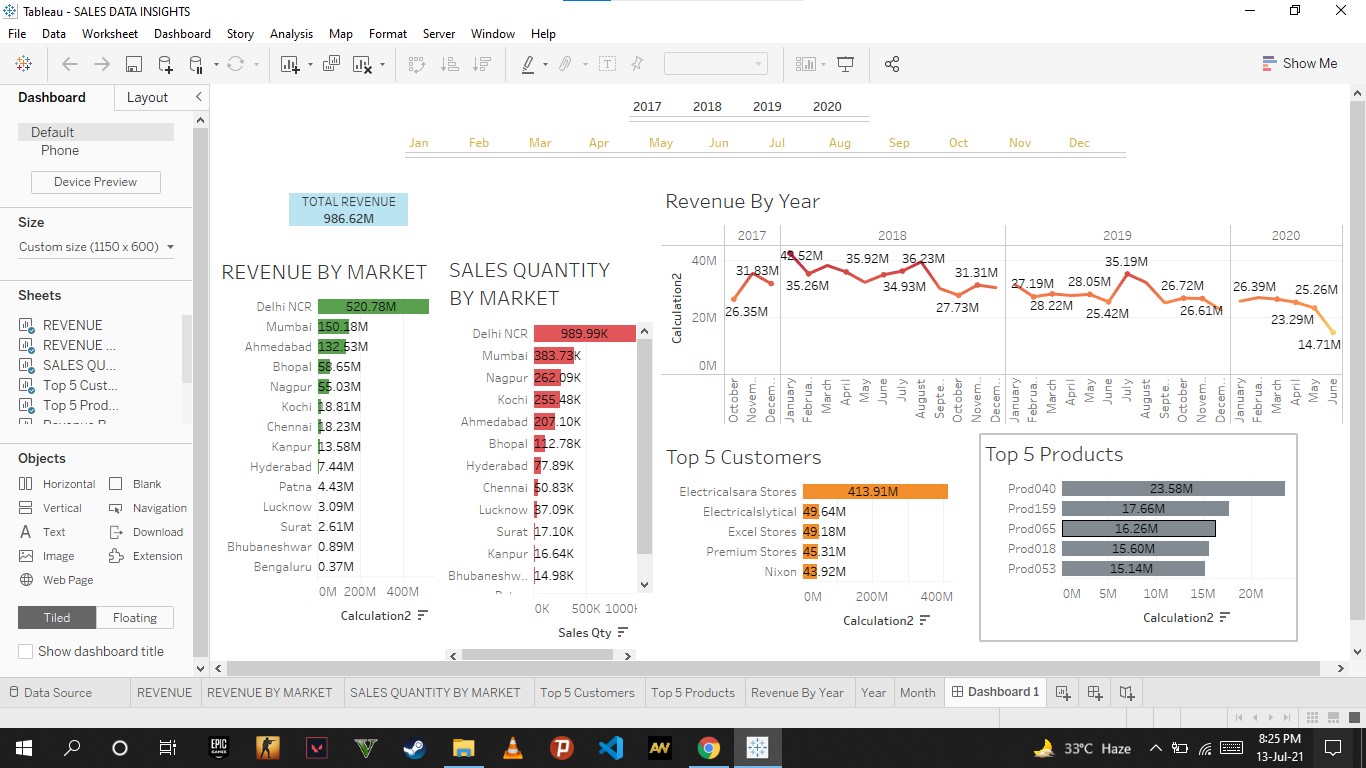 Tableau - SALES DATA INSIGHTS
File Data Worksheet Dashboard Story Analysis Map Format Server Window Help
Show Me
Dashboard Layout
Default
Phone
Device Preview
Size
Custom size (1150 x 600)
Sheets
REVENUE
REVENUE ...
SALES QU...
Top 5 Cust...
Top 5 Prod...
Objects
Horizontal Blank
Vertical Navigation
Text Download
Image Extension
Web Page
Tiled Floating
Show dashboard title
2017 2018 2019 2020
Jan Feb Mar Apr May Jun Jul Aug Sep Oct Nov Dec
TOTAL REVENUE
986.62M
REVENUE BY MARKET
Delhi NCR 520.78M
Mumbai 150.18M
Ahmedabad 132.53M
Bhopal 58.65M
Nagpur 55.03M
Kochi 18.81M
Chennai 18.23M
Kanpur 13.58M
Hyderabad 7.44M
Patna 4.43M
Lucknow 3.09M
Surat 2.61M
Bhubaneshwar 0.89M
Bengaluru 0.37M
0M 200M 400M
Calculation2
SALES QUANTITY
BY MARKET
Delhi NCR 989.99K
Mumbai 383.73K
Nagpur 262.09K
Kochi 255.48K
Ahmedabad 207.10K
Bhopal 112.78K
Hyderabad 77.89K
Chennai 50.83K
Lucknow 37.09K
Surat 17.10K
Kanpur 16.64K
Bhubaneshw.. 14.98K
0K 500K 1000K
Sales Qty
Revenue By Year
2017 2018 2019 2020
Calculation2
40M
20M
0M
26.35M 31.83M 42.52M 35.26M 35.92M 34.93M 36.23M 27.73M 31.31M 27.19M 28.22M 28.05M 25.42M 35.19M 26.72M 26.61M 26.39M 23.29M 25.26M 14.71M
October Novem.. Decem.. January Februa.. March April May June July August Septe.. October Novem.. Decem.. January Februa.. March April May June July August Septe.. October Novem.. Decem.. January Februa.. March April May June
Top 5 Customers
Electricalsara Stores 413.91M
Electricalslytical 49.64M
Excel Stores 49.18M
Premium Stores 45.31M
Nixon 43.92M
0M 200M 400M
Calculation2
Top 5 Products
Prod040 23.58M
Prod159 17.66M
Prod065 16.26M
Prod018 15.60M
Prod053 15.14M
0M 5M 10M 15M 20M
Calculation2
Data Source REVENUE REVENUE BY MARKET SALES QUANTITY BY MARKET Top 5 Customers Top 5 Products Revenue By Year Year Month Dashboard 1
EPIC GAMES
AW
33°C Haze
8:25 PM
13-Jul-21